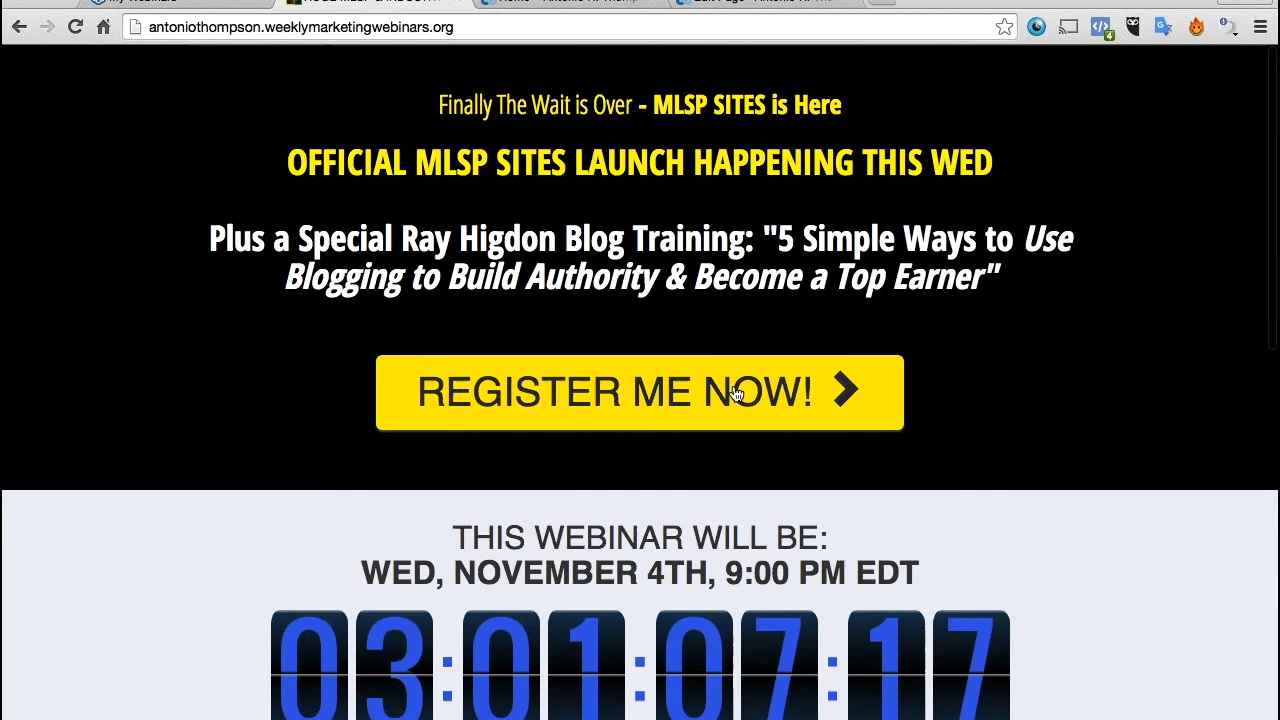 antoniothompson.weeklymarketingwebinars.org
4
Finally The Wait is Over - MLSP SITES is Here
OFFICIAL MLSP SITES LAUNCH HAPPENING THIS WED
Plus a Special Ray Higdon Blog Training: "5 Simple Ways to Use
Blogging to Build Authority & Become a Top Earner"
REGISTER ME NOW!
THIS WEBINAR WILL BE:
WED, NOVEMBER 4TH, 9:00 PM EDT
03:01:07:17